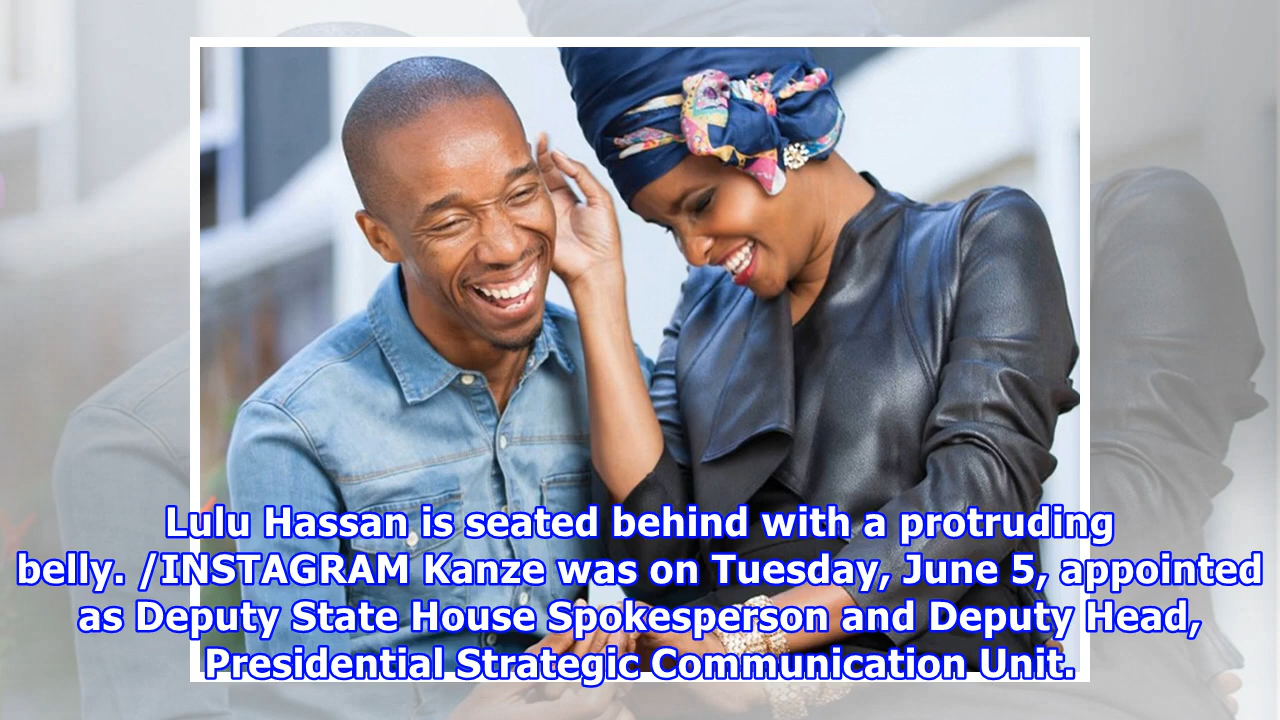 Lulu Hassan is seated behind with a protruding
belly. /INSTAGRAM Kanze was on Tuesday, June 5, appointed
as Deputy State House Spokesperson and Deputy Head,
Presidential Strategic Communication Unit.